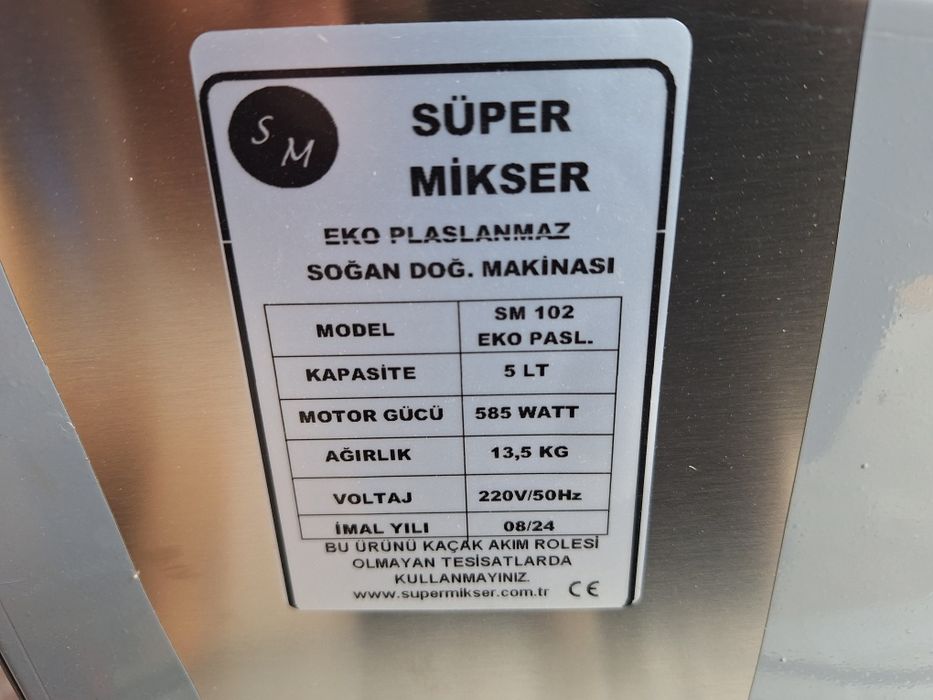 S M
SÜPER
MİKSER
EKO PLASLANMAZ
SOĞAN DOĞ. MAKİNASI
MODEL SM 102 EKO PASL.
KAPASİTE 5 LT
MOTOR GÜCÜ 585 WATT
AĞIRLIK 13,5 KG
VOLTAJ 220V/50Hz
İMAL YILI 08/24
BU ÜRÜNÜ KAÇAK AKIM ROLESİ
OLMAYAN TESİSATLARDA
KULLANMAYINIZ.
www.supermikser.com.tr CE